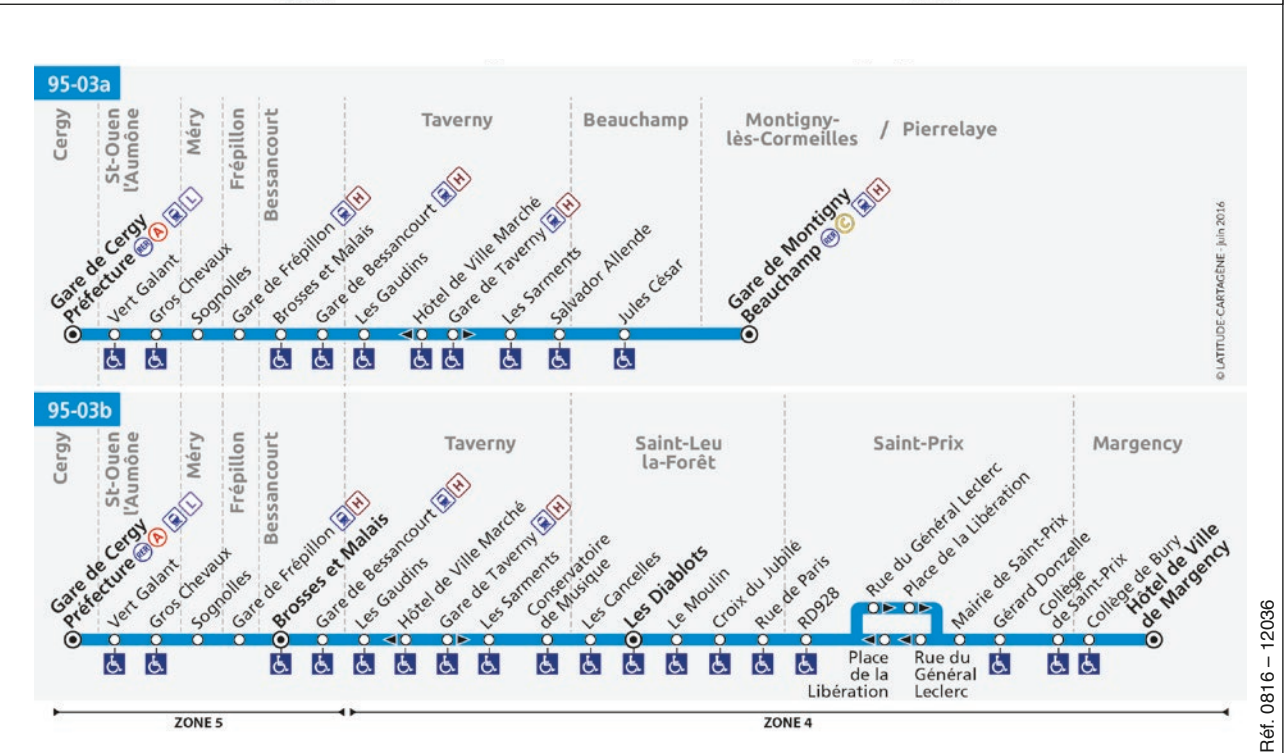 95-03a
Cergy
St-Ouen
l'Aumône
Méry
Frépillon
Bessancourt
Taverny
Beauchamp
Montigny-
lès-Cormeilles
/ Pierrelaye
Gare de Cergy
Préfecture RER A L
Vert Galant
Gros Chevaux
Sognolles
Gare de Frépillon H
Brosses et Malais
Gare de Bessancourt H
Les Gaudins
Hôtel de Ville Marché
Gare de Taverny H
Les Sarments
Salvador Allende
Jules César
Gare de Montigny
Beauchamp RER C H
© LATITUDE-CARTAGÈNE - Juin 2016
95-03b
Cergy
St-Ouen
l'Aumône
Méry
Frépillon
Bessancourt
Taverny
Saint-Leu
la-Forêt
Saint-Prix
Margency
Gare de Cergy
Préfecture RER A L
Vert Galant
Gros Chevaux
Sognolles
Gare de Frépillon H
Brosses et Malais
Gare de Bessancourt H
Les Gaudins
Hôtel de Ville Marché
Gare de Taverny H
Les Sarments
Conservatoire
de Musique
Les Cancelles
Les Diablots
Le Moulin
Croix du Jubilé
Rue de Paris
RD928
Rue du Général Leclerc
Place de la Libération
Place
de la
Libération
Rue du
Général
Leclerc
Mairie de Saint-Prix
Gérard Donzelle
Collège
de Saint-Prix
Collège de Bury
Hôtel de Ville
de Margency
ZONE 5
ZONE 4
Réf. 0816 – 12036